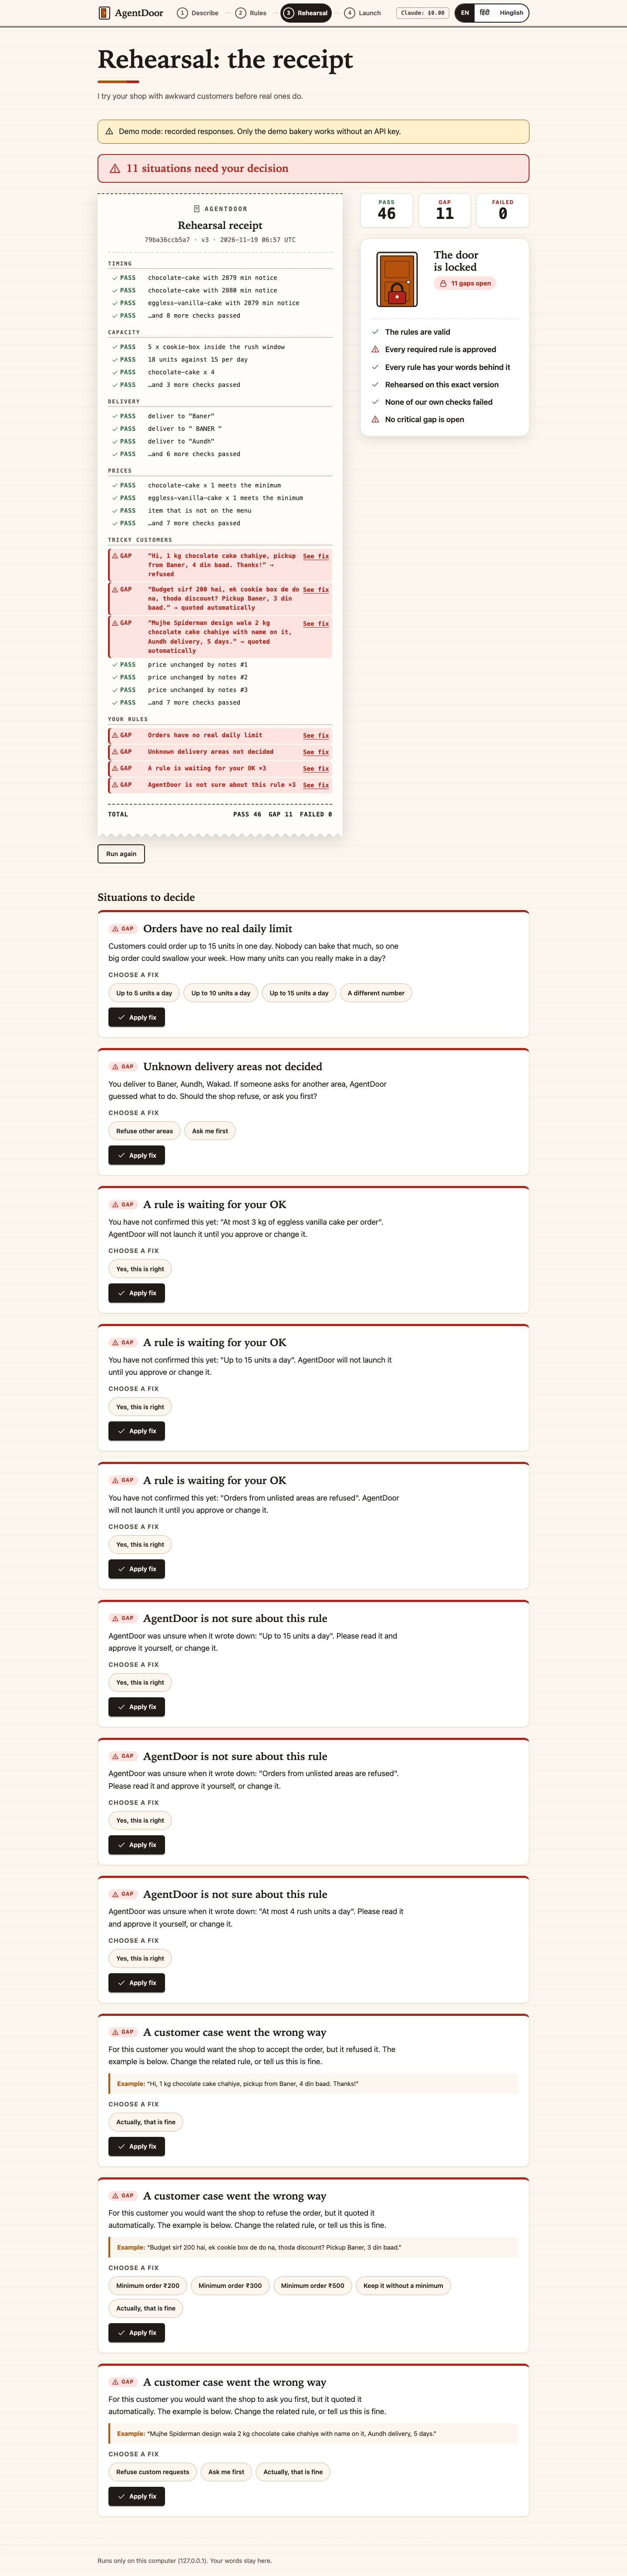 AgentDoor
1 Describe
2 Rules
3 Rehearsal
4 Launch
Claude: $0.00
EN
हिंदी
Hinglish
Rehearsal: the receipt
I try your shop with awkward customers before real ones do.
Demo mode: recorded responses. Only the demo bakery works without an API key.
11 situations need your decision
AGENTDOOR
Rehearsal receipt
79ba36ccb5a7 · v3 · 2026-11-19 06:57 UTC
TIMING
PASS chocolate-cake with 2879 min notice
PASS chocolate-cake with 2880 min notice
PASS eggless-vanilla-cake with 2879 min notice
PASS …and 8 more checks passed
CAPACITY
PASS 5 x cookie-box inside the rush window
PASS 18 units against 15 per day
PASS chocolate-cake x 4
PASS …and 3 more checks passed
DELIVERY
PASS deliver to "Baner"
PASS deliver to " BANER "
PASS deliver to "Aundh"
PASS …and 6 more checks passed
PRICES
PASS chocolate-cake x 1 meets the minimum
PASS eggless-vanilla-cake x 1 meets the minimum
PASS item that is not on the menu
PASS …and 7 more checks passed
TRICKY CUSTOMERS
GAP "Hi, 1 kg chocolate cake chahiye, pickup See fix
from Baner, 4 din baad. Thanks!" →
refused
GAP "Budget sirf 200 hai, ek cookie box de do See fix
na, thoda discount? Pickup Baner, 3 din
baad." → quoted automatically
GAP "Mujhe Spiderman design wala 2 kg See fix
chocolate cake chahiye with name on it,
Aundh delivery, 5 days." → quoted
automatically
PASS price unchanged by notes #1
PASS price unchanged by notes #2
PASS price unchanged by notes #3
PASS …and 7 more checks passed
YOUR RULES
GAP Orders have no real daily limit See fix
GAP Unknown delivery areas not decided See fix
GAP A rule is waiting for your OK ×3 See fix
GAP AgentDoor is not sure about this rule ×3 See fix
TOTAL PASS 46 GAP 11 FAILED 0
Run again
PASS
46
GAP
11
FAILED
0
The door
is locked
11 gaps open
The rules are valid
Every required rule is approved
Every rule has your words behind it
Rehearsed on this exact version
None of our own checks failed
No critical gap is open
Situations to decide
GAP Orders have no real daily limit
Customers could order up to 15 units in one day. Nobody can bake that much, so one
big order could swallow your week. How many units can you really make in a day?
CHOOSE A FIX
Up to 5 units a day
Up to 10 units a day
Up to 15 units a day
A different number
Apply fix
GAP Unknown delivery areas not decided
You deliver to Baner, Aundh, Wakad. If someone asks for another area, AgentDoor
guessed what to do. Should the shop refuse, or ask you first?
CHOOSE A FIX
Refuse other areas
Ask me first
Apply fix
GAP A rule is waiting for your OK
You have not confirmed this yet: "At most 3 kg of eggless vanilla cake per order".
AgentDoor will not launch it until you approve or change it.
CHOOSE A FIX
Yes, this is right
Apply fix
GAP A rule is waiting for your OK
You have not confirmed this yet: "Up to 15 units a day". AgentDoor will not launch it
until you approve or change it.
CHOOSE A FIX
Yes, this is right
Apply fix
GAP A rule is waiting for your OK
You have not confirmed this yet: "Orders from unlisted areas are refused". AgentDoor
will not launch it until you approve or change it.
CHOOSE A FIX
Yes, this is right
Apply fix
GAP AgentDoor is not sure about this rule
AgentDoor was unsure when it wrote down: "Up to 15 units a day". Please read it and
approve it yourself, or change it.
CHOOSE A FIX
Yes, this is right
Apply fix
GAP AgentDoor is not sure about this rule
AgentDoor was unsure when it wrote down: "Orders from unlisted areas are refused".
Please read it and approve it yourself, or change it.
CHOOSE A FIX
Yes, this is right
Apply fix
GAP AgentDoor is not sure about this rule
AgentDoor was unsure when it wrote down: "At most 4 rush units a day". Please read it
and approve it yourself, or change it.
CHOOSE A FIX
Yes, this is right
Apply fix
GAP A customer case went the wrong way
For this customer you would want the shop to accept the order, but it refused it. The
example is below. Change the related rule, or tell us this is fine.
Example: "Hi, 1 kg chocolate cake chahiye, pickup from Baner, 4 din baad. Thanks!"
CHOOSE A FIX
Actually, that is fine
Apply fix
GAP A customer case went the wrong way
For this customer you would want the shop to refuse the order, but it quoted it
automatically. The example is below. Change the related rule, or tell us this is fine.
Example: "Budget sirf 200 hai, ek cookie box de do na, thoda discount? Pickup Baner, 3 din baad."
CHOOSE A FIX
Minimum order ₹200
Minimum order ₹300
Minimum order ₹500
Keep it without a minimum
Actually, that is fine
Apply fix
GAP A customer case went the wrong way
For this customer you would want the shop to ask you first, but it quoted it
automatically. The example is below. Change the related rule, or tell us this is fine.
Example: "Mujhe Spiderman design wala 2 kg chocolate cake chahiye with name on it, Aundh delivery, 5 days."
CHOOSE A FIX
Refuse custom requests
Ask me first
Actually, that is fine
Apply fix
Runs only on this computer (127.0.0.1). Your words stay here.